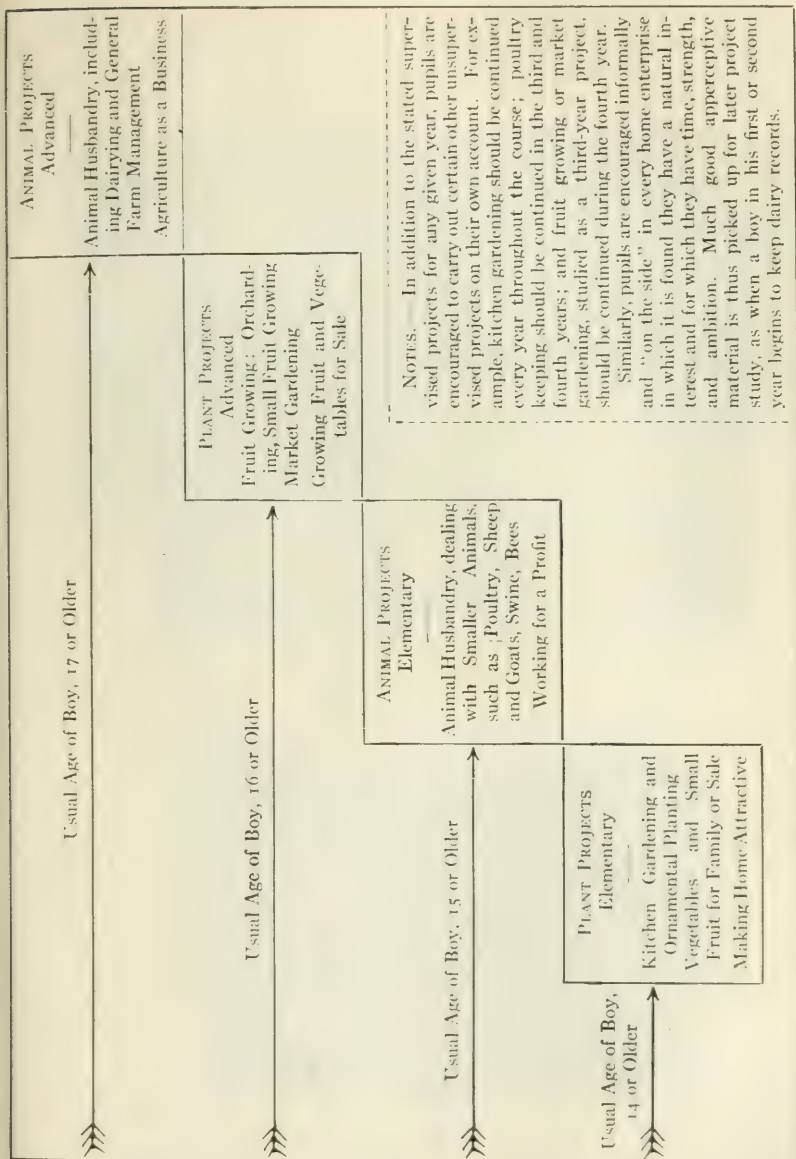 Usual Age of Boy, 17 or Older
ANIMAL PROJECTS
Advanced
Animal Husbandry, includ-
ing Dairying and General
Farm Management
Agriculture as a Business
Usual Age of Boy, 16 or Older
PLANT PROJECTS
Advanced
Fruit Growing: Orchard-
ing, Small Fruit Growing
Market Gardening
Growing Fruit and Vege-
tables for Sale
Usual Age of Boy, 15 or Older
ANIMAL PROJECTS
Elementary
Animal Husbandry, dealing
with Smaller Animals,
such as Poultry, Sheep
and Goats, Swine, Bees
Working for a Profit
Usual Age of Boy,
14 or Older
PLANT PROJECTS
Elementary
Kitchen Gardening and
Ornamental Planting
Vegetables and Small
Fruit for Family or Sale
Making Home Attractive
NOTES. In addition to the stated super-
vised projects for any given year, pupils are
encouraged to carry out certain other unsuper-
vised projects on their own account. For ex-
ample, kitchen gardening should be continued
every year throughout the course; poultry
keeping should be continued in the third and
fourth years; and fruit growing or market
gardening, studied as a third-year project,
should be continued during the fourth year.
Similarly, pupils are encouraged informally
and "on the side" in every home enterprise
in which it is found they have a natural in-
terest and for which they have time, strength,
and ambition. Much good apperceptive
material is thus picked up for later project
study, as when a boy in his first or second
year begins to keep dairy records.